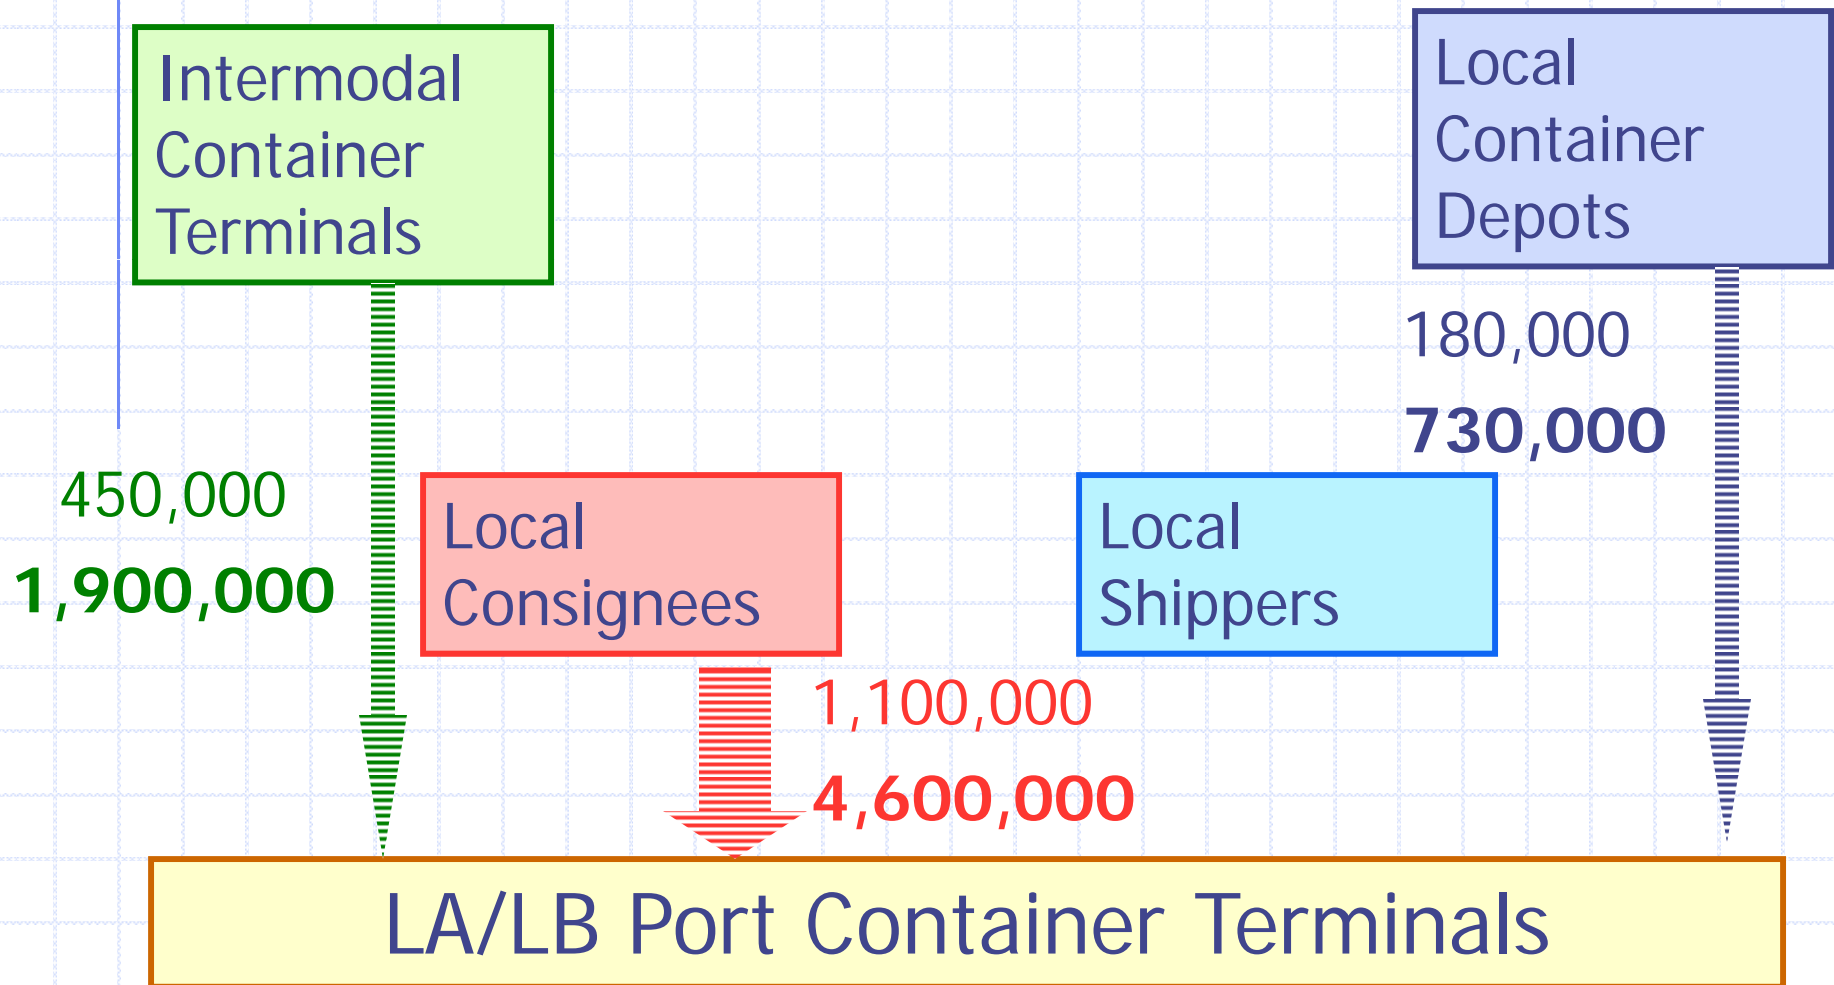 Intermodal
Container
Terminals
Local
Container
Depots
180,000
730,000
450,000
1,900,000
Local
Consignees
Local
Shippers
1,100,000
4,600,000
LA/LB Port Container Terminals